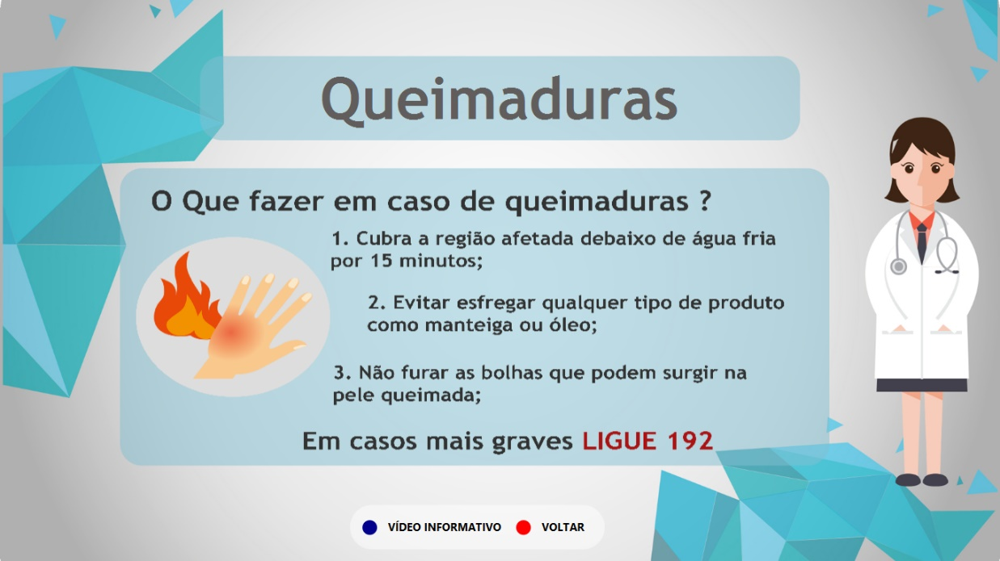 Queimaduras
O Que fazer em caso de queimaduras ?
1. Cubra a região afetada debaixo de água fria
por 15 minutos;
2. Evitar esfregar qualquer tipo de produto
como manteiga ou óleo;
3. Não furar as bolhas que podem surgir na
pele queimada;
Em casos mais graves LIGUE 192
VÍDEO INFORMATIVO VOLTAR